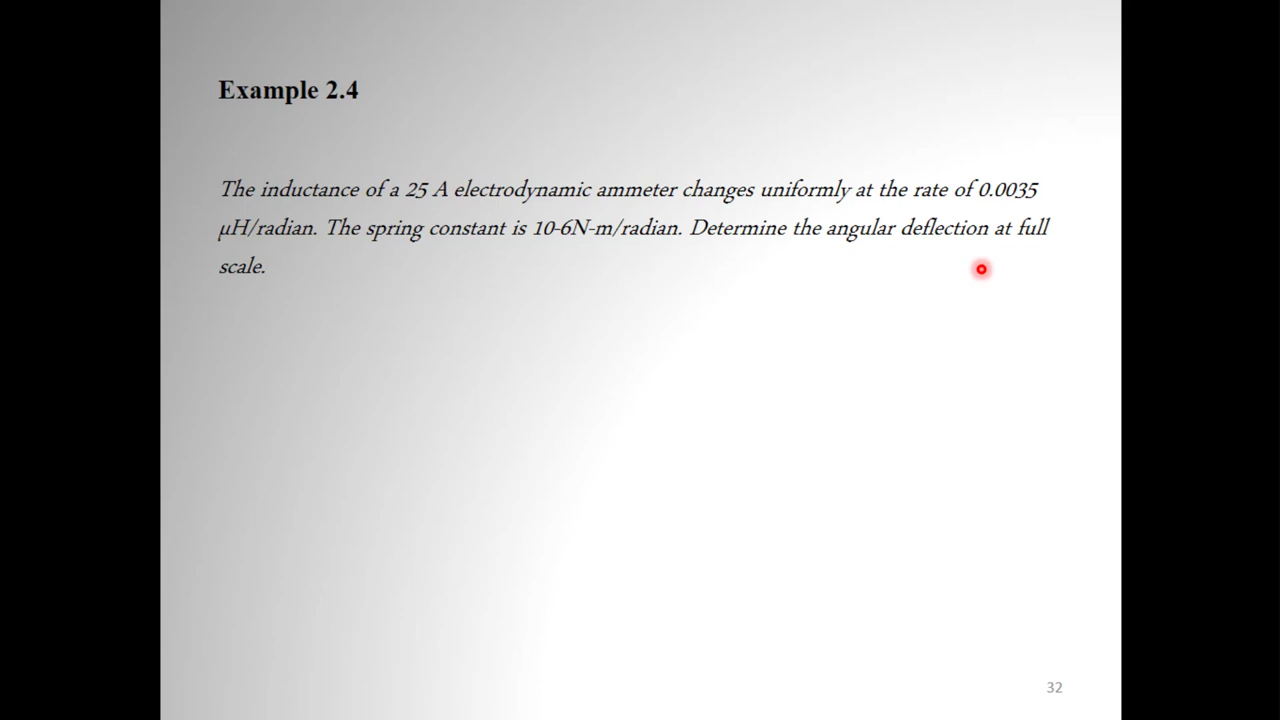 Example 2.4
The inductance of a 25 A electrodynamic ammeter changes uniformly at the rate of 0.0035
μH/radian. The spring constant is 10-6N-m/radian. Determine the angular deflection at full
scale.
32